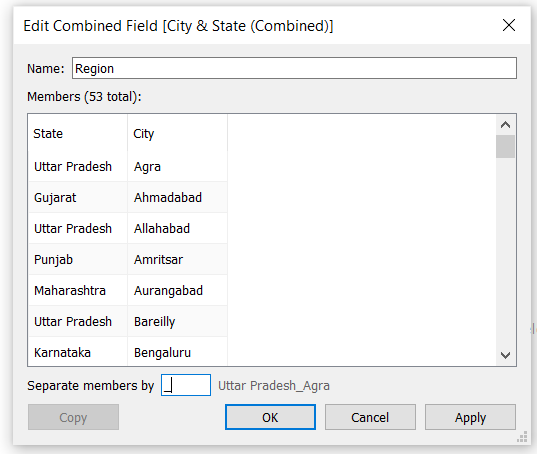 Edit Combined Field [City & State (Combined)]
Name: Region
Members (53 total):
State City
Uttar Pradesh Agra
Gujarat Ahmadabad
Uttar Pradesh Allahabad
Punjab Amritsar
Maharashtra Aurangabad
Uttar Pradesh Bareilly
Karnataka Bengaluru
Separate members by _ Uttar Pradesh_Agra
Copy OK Cancel Apply